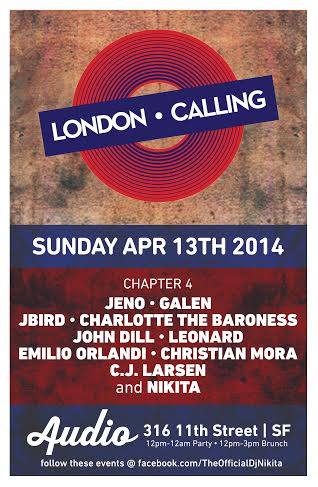 LONDON • CALLING
SUNDAY APR 13TH 2014
CHAPTER 4
JENO • GALEN
JBIRD • CHARLOTTE THE BARONESS
JOHN DILL • LEONARD
EMILIO ORLANDI • CHRISTIAN MORA
C.J. LARSEN
and NIKITA
Audio 316 11th Street | SF
12pm-12am Party • 12pm-3pm Brunch
follow these events @ facebook.com/TheOfficialDjNikita